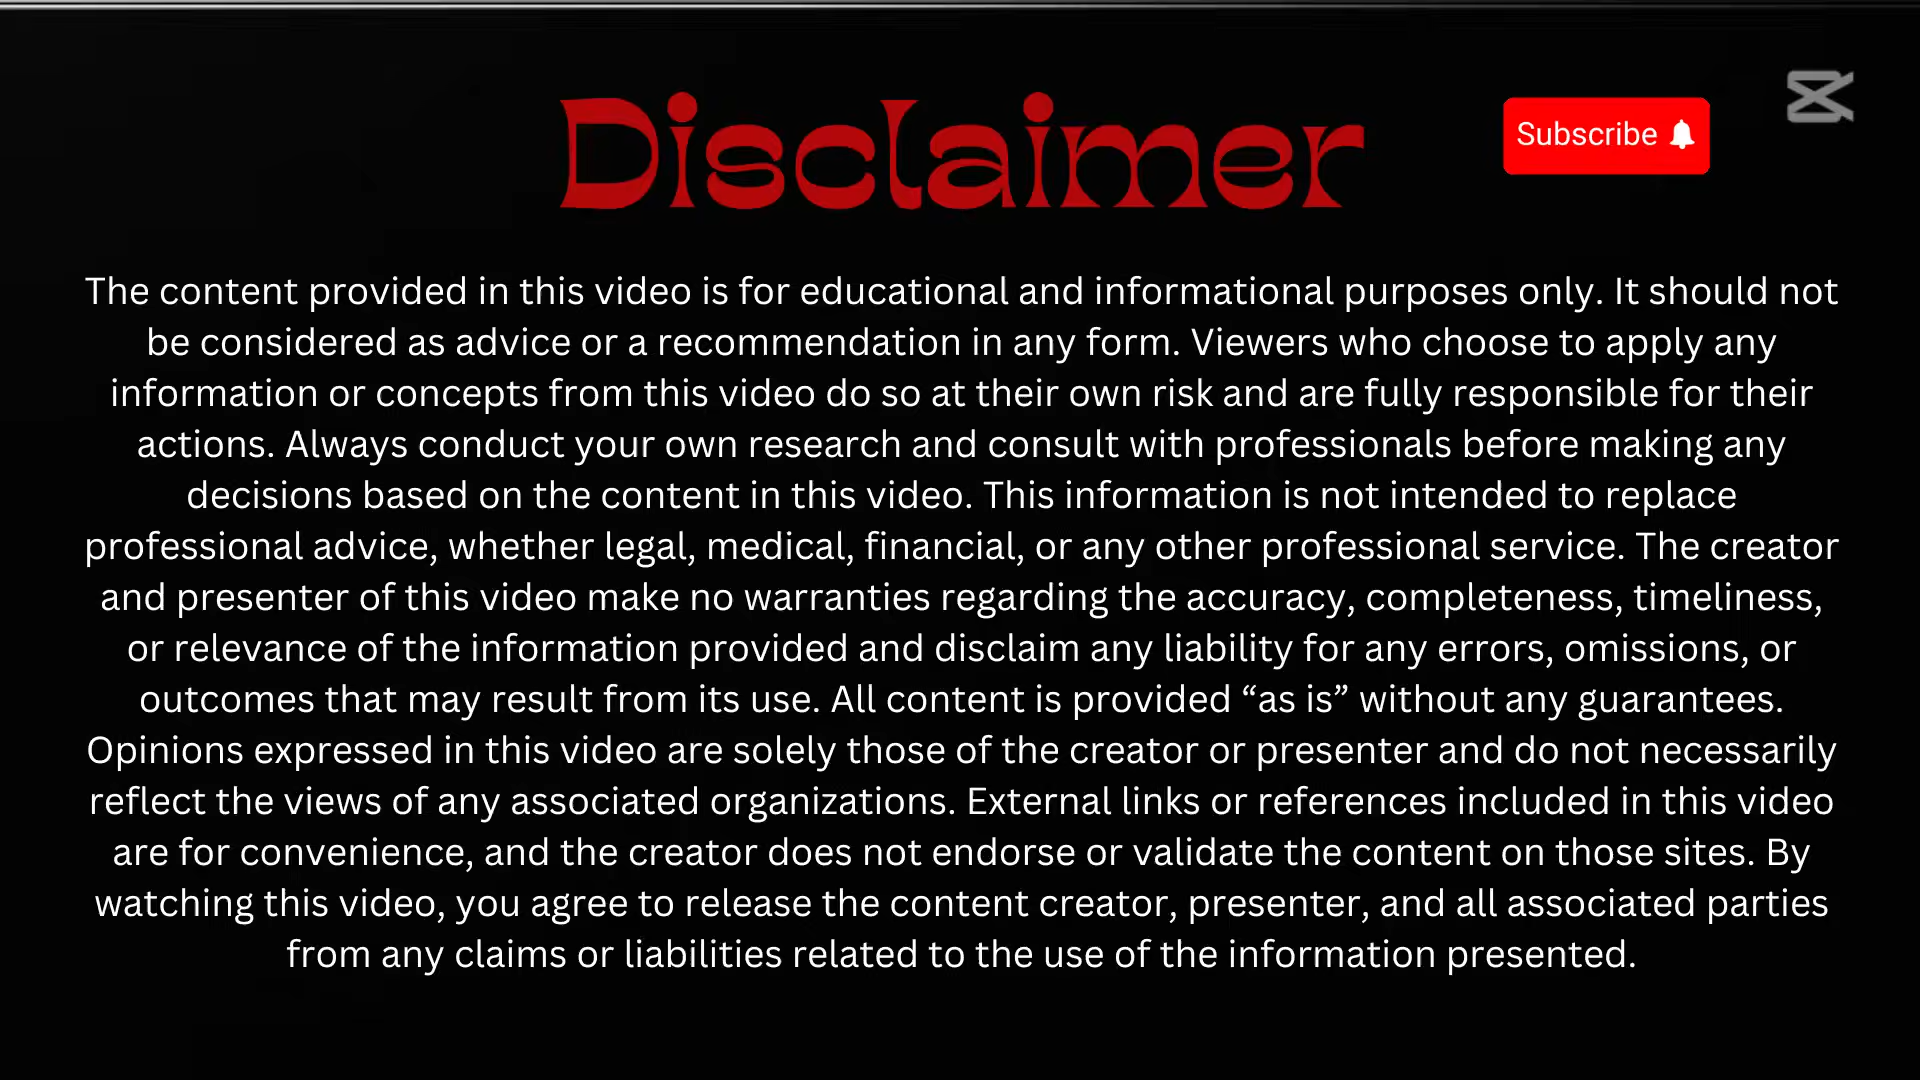 Disclaimer
Subscribe
The content provided in this video is for educational and informational purposes only. It should not
be considered as advice or a recommendation in any form. Viewers who choose to apply any
information or concepts from this video do so at their own risk and are fully responsible for their
actions. Always conduct your own research and consult with professionals before making any
decisions based on the content in this video. This information is not intended to replace
professional advice, whether legal, medical, financial, or any other professional service. The creator
and presenter of this video make no warranties regarding the accuracy, completeness, timeliness,
or relevance of the information provided and disclaim any liability for any errors, omissions, or
outcomes that may result from its use. All content is provided “as is” without any guarantees.
Opinions expressed in this video are solely those of the creator or presenter and do not necessarily
reflect the views of any associated organizations. External links or references included in this video
are for convenience, and the creator does not endorse or validate the content on those sites. By
watching this video, you agree to release the content creator, presenter, and all associated parties
from any claims or liabilities related to the use of the information presented.